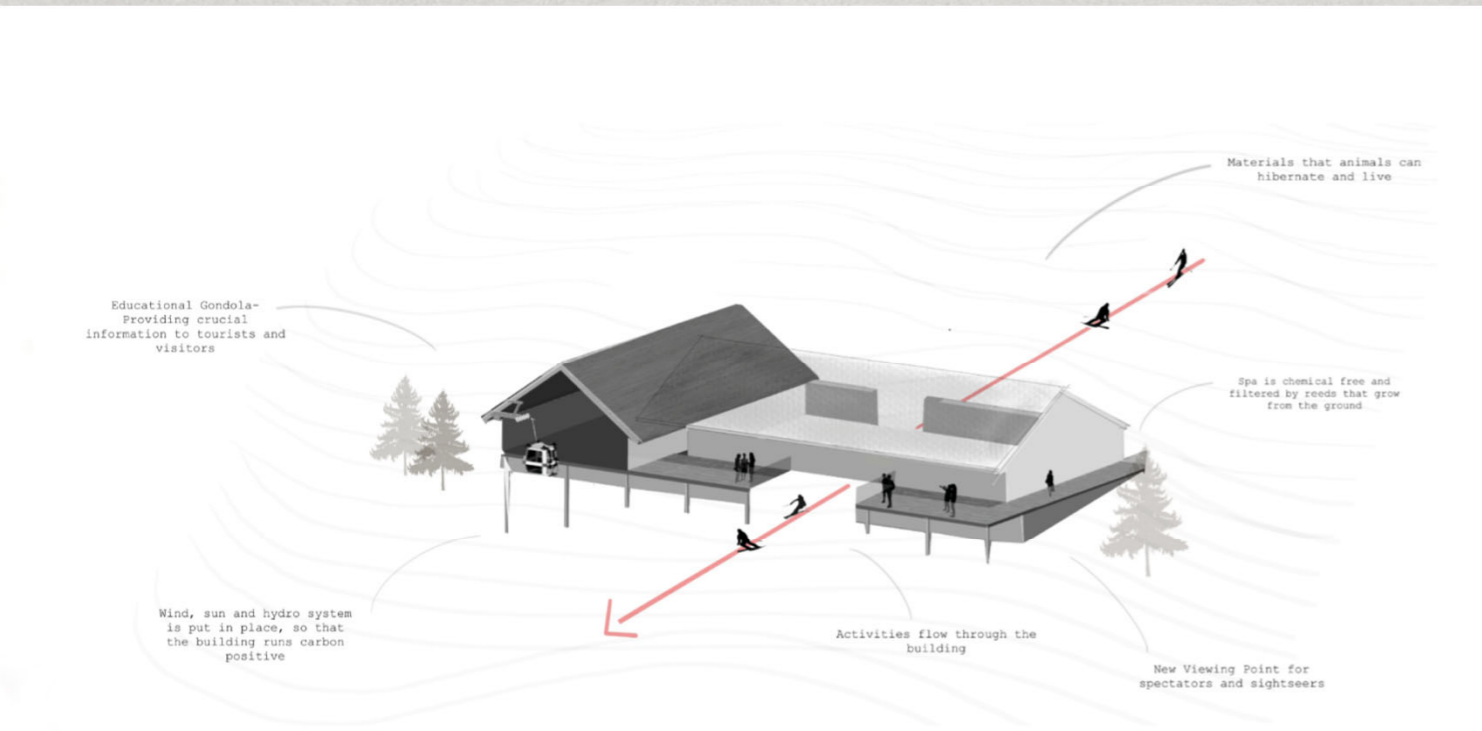 Materials that animals can
hibernate and live
Educational Gondola-
Providing crucial
information to tourists and
visitors
Spa is chemical free and
filtered by reeds that grow
from the ground
Wind, sun and hydro system
is put in place, so that
the building runs carbon
positive
Activities flow through the
building
New Viewing Point for
spectators and sightseers